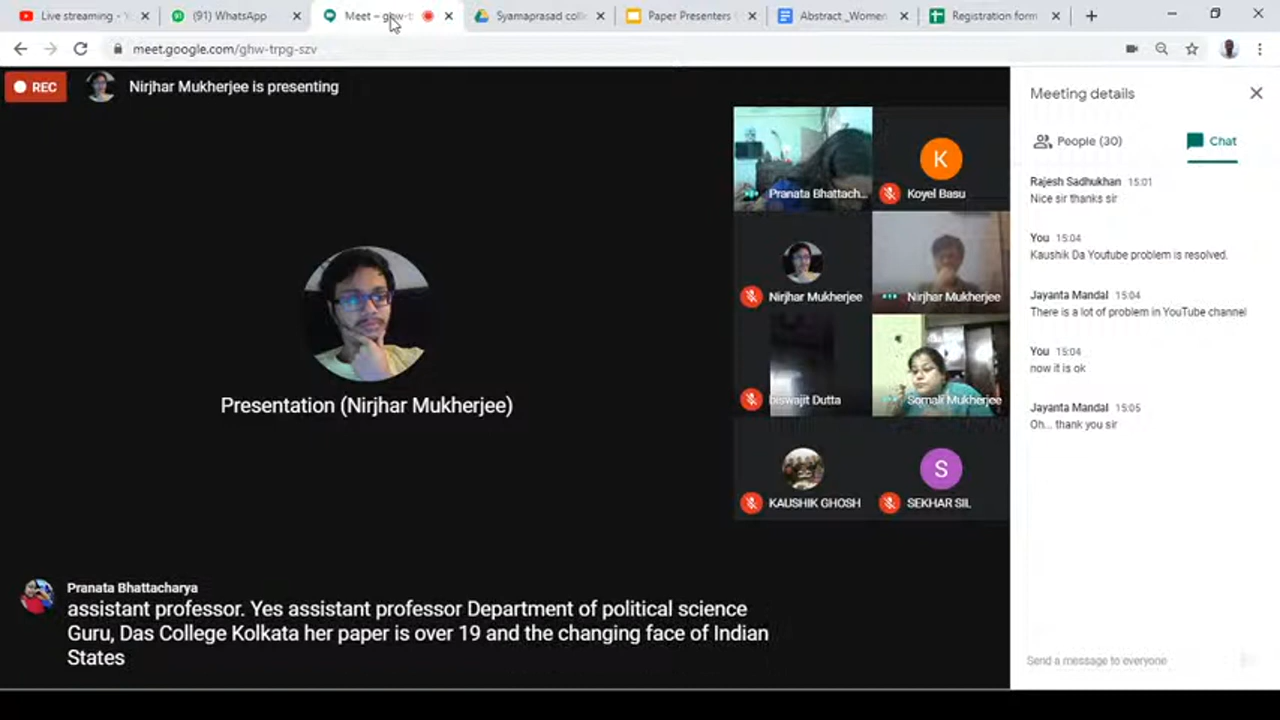 Live streaming - Y
(91) WhatsApp
Meet – ghw-t
Syamaprasad coll
Paper Presenters
Abstract _Women
Registration form
meet.google.com/ghw-trpg-szv
REC
Nirjhar Mukherjee is presenting
Meeting details
People (30)
Chat
Rajesh Sadhukhan 15:01
Nice sir thanks sir
You 15:04
Kaushik Da Youtube problem is resolved.
Jayanta Mandal 15:04
There is a lot of problem in YouTube channel
You 15:04
now it is ok
Jayanta Mandal 15:05
Oh... thank you sir
Send a message to everyone
Pranata Bhattach...
K
Koyel Basu
Nirjhar Mukherjee
Nirjhar Mukherjee
biswajit Dutta
Somali Mukherjee
KAUSHIK GHOSH
S
SEKHAR SIL
Presentation (Nirjhar Mukherjee)
Pranata Bhattacharya
assistant professor. Yes assistant professor Department of political science
Guru, Das College Kolkata her paper is over 19 and the changing face of Indian
States